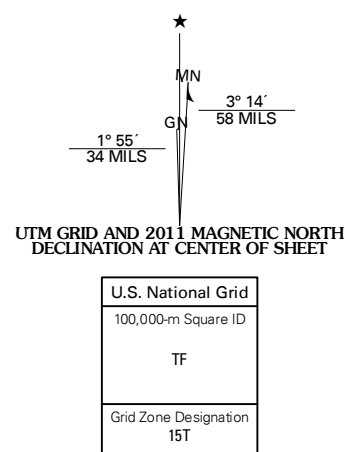 ★
MN
3° 14´
58 MILS
GN
1° 55´
34 MILS
UTM GRID AND 2011 MAGNETIC NORTH
DECLINATION AT CENTER OF SHEET
U.S. National Grid
100,000-m Square ID
TF
Grid Zone Designation
15T